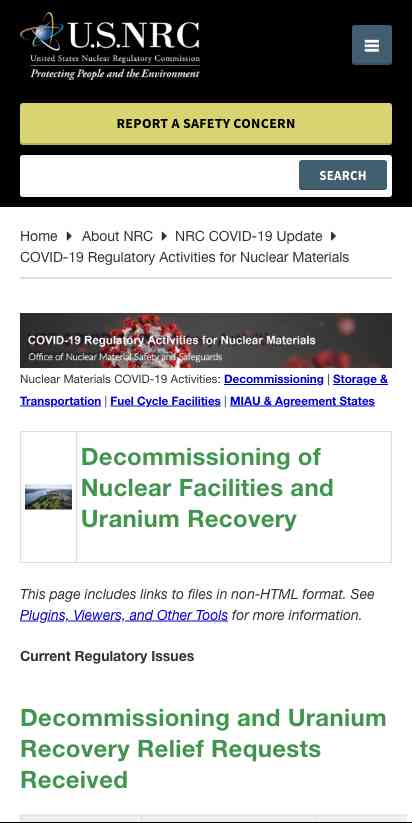 U.S.NRC
United States Nuclear Regulatory Commission
Protecting People and the Environment
REPORT A SAFETY CONCERN
SEARCH
Home About NRC NRC COVID-19 Update
COVID-19 Regulatory Activities for Nuclear Materials
COVID-19 Regulatory Activities for Nuclear Materials
Office of Nuclear Material Safety and Safeguards
Nuclear Materials COVID-19 Activities: Decommissioning | Storage &
Transportation | Fuel Cycle Facilities | MIAU & Agreement States
Decommissioning of
Nuclear Facilities and
Uranium Recovery
This page includes links to files in non-HTML format. See
Plugins, Viewers, and Other Tools for more information.
Current Regulatory Issues
Decommissioning and Uranium
Recovery Relief Requests
Received